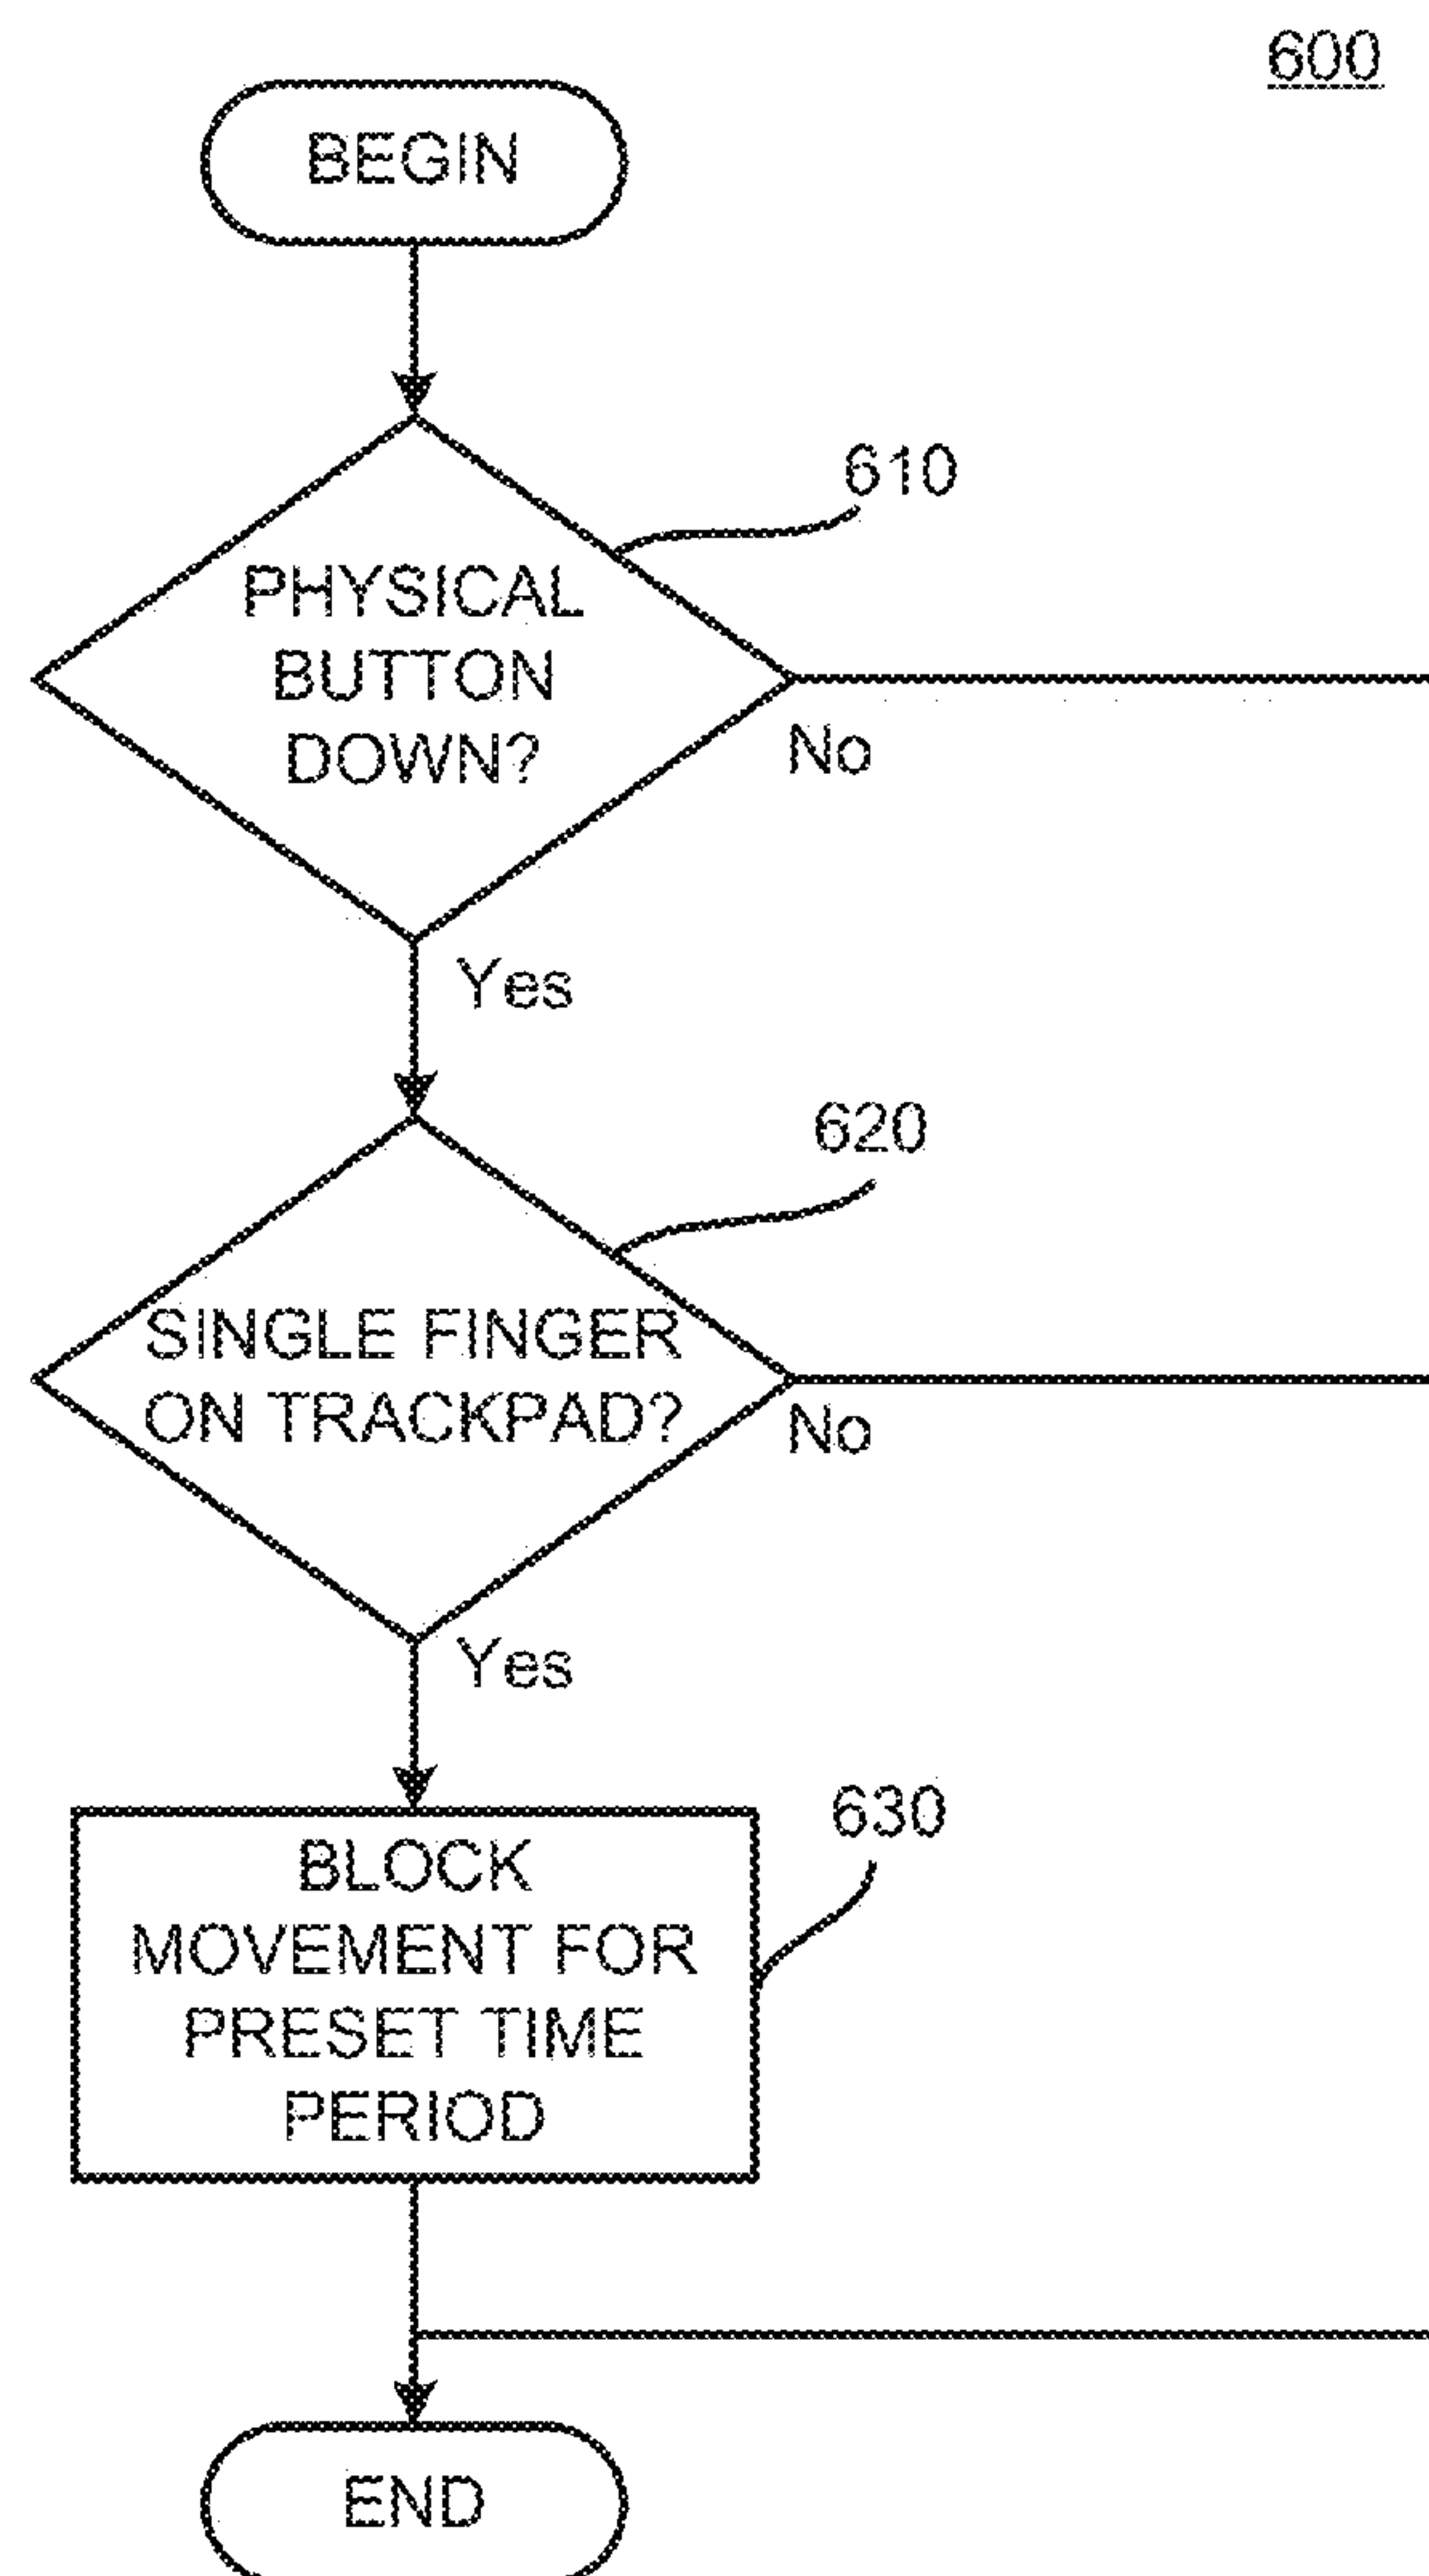 600
BEGIN
610
PHYSICAL
BUTTON
DOWN?
No
Yes
620
SINGLE FINGER
ON TRACKPAD?
No
Yes
630
BLOCK
MOVEMENT FOR
PRESET TIME
PERIOD
END